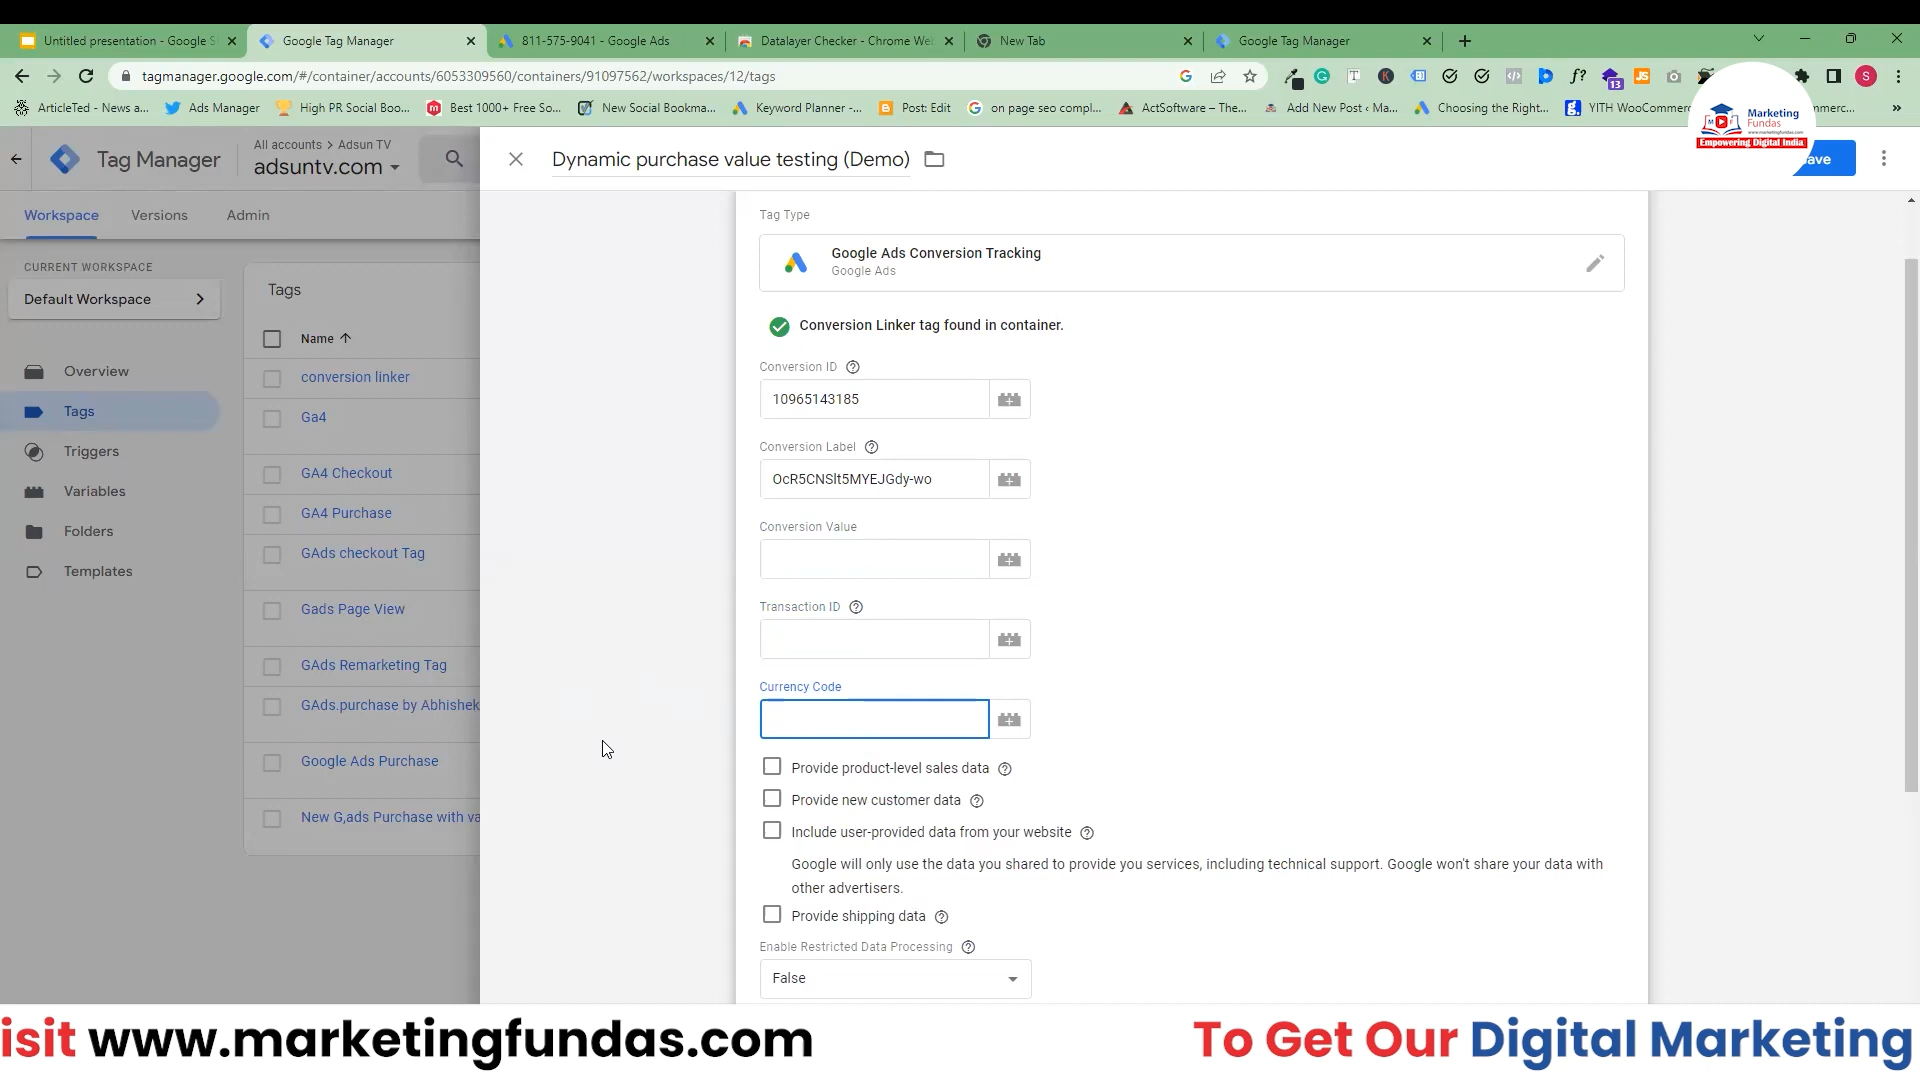 Untitled presentation - Google S
Google Tag Manager
811-575-9041 - Google Ads
Datalayer Checker - Chrome Web
New Tab
Google Tag Manager
tagmanager.google.com/#/container/accounts/6053309560/containers/91097562/workspaces/12/tags
ArticleTed - News a...
Ads Manager
High PR Social Boo...
Best 1000+ Free So...
New Social Bookma...
Keyword Planner -...
Post: Edit
on page seo compl...
ActSoftware – The...
Add New Post ‹ Ma...
Choosing the Right...
YITH WooCommerc
mmerc...
Marketing
Fundas
www.marketingfundas.com
Empowering Digital India
Tag Manager
All accounts > Adsun TV
adsuntv.com
Dynamic purchase value testing (Demo)
ave
Workspace
Versions
Admin
CURRENT WORKSPACE
Default Workspace
Overview
Tags
Triggers
Variables
Folders
Templates
Tags
Name
conversion linker
Ga4
GA4 Checkout
GA4 Purchase
GAds checkout Tag
Gads Page View
GAds Remarketing Tag
GAds.purchase by Abhishek
Google Ads Purchase
New G,ads Purchase with va
Tag Type
Google Ads Conversion Tracking
Google Ads
Conversion Linker tag found in container.
Conversion ID
10965143185
Conversion Label
OcR5CNSlt5MYEJGdy-wo
Conversion Value
Transaction ID
Currency Code
Provide product-level sales data
Provide new customer data
Include user-provided data from your website
Google will only use the data you shared to provide you services, including technical support. Google won't share your data with
other advertisers.
Provide shipping data
Enable Restricted Data Processing
False
isit www.marketingfundas.com
To Get Our Digital Marketing